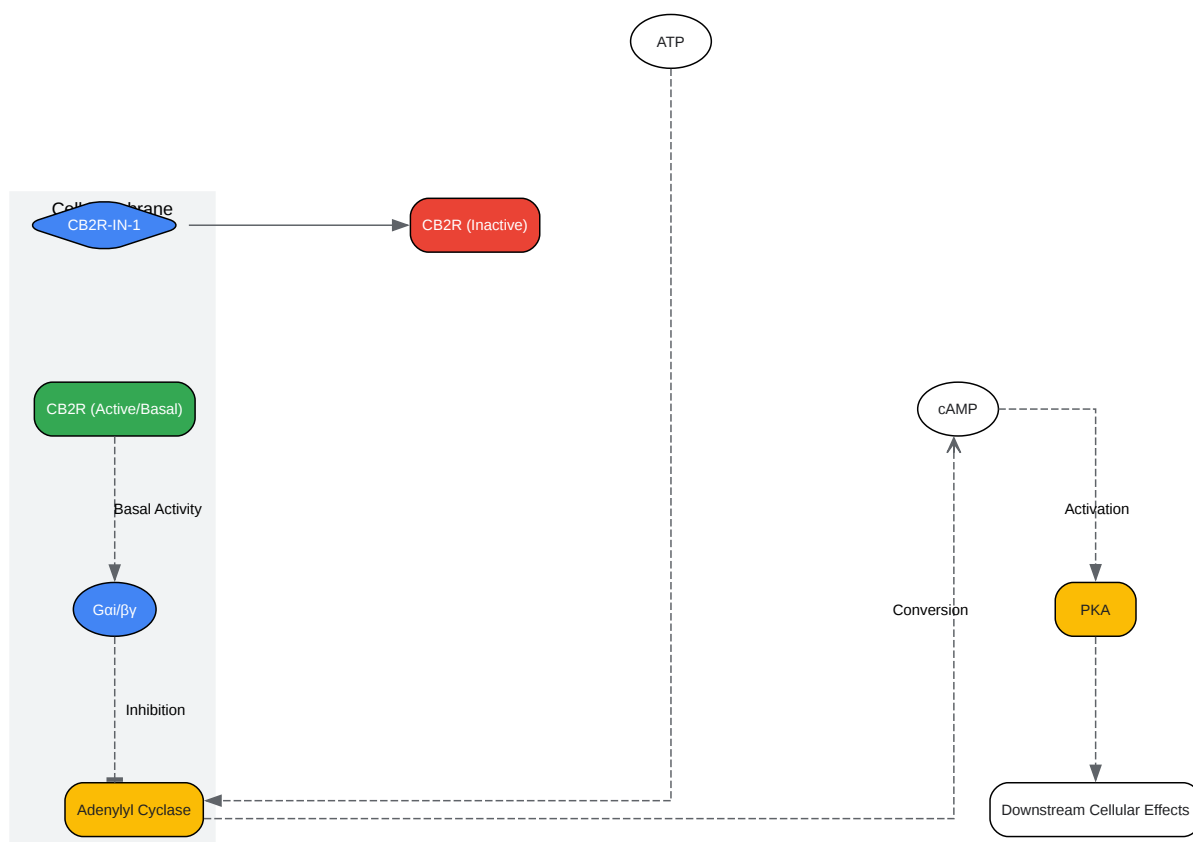 ATP
CB2R-IN-1
CB2R (Inactive)
CB2R (Active/Basal)
cAMP
Basal Activity
Activation
Gαi/βγ
Conversion
PKA
Inhibition
Adenylyl Cyclase
Downstream Cellular Effects